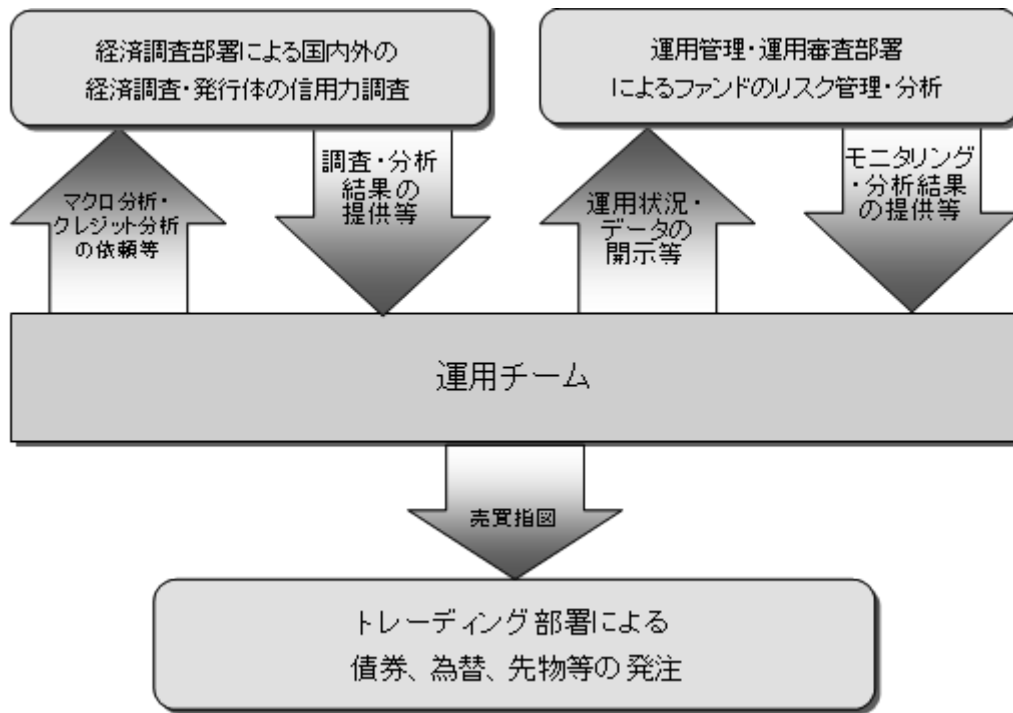 経済調査部署による国内外の
経済調査・発行体の信用力調査
運用管理・運用審査部署
によるファンドのリスク管理・分析
マクロ分析・
クレジット分析
の依頼等
調査・分析
結果の
提供等
運用状況・
データの
開示等
モニタリング
・分析結果
の提供等
運用チーム
売買指図
トレーディング部署による
債券、為替、先物等の発注